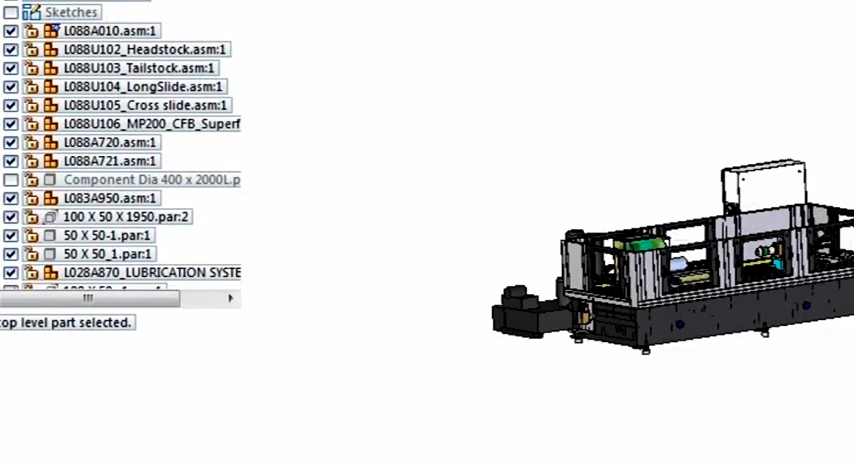 Sketches
L088A010.asm:1
L088U102_Headstock.asm:1
L088U103_Tailstock.asm:1
L088U104_LongSlide.asm:1
L088U105_Cross slide.asm:1
L088U106_MP200_CFB_Superf
L088A720.asm:1
L088A721.asm:1
Component Dia 400 x 2000L.p
L083A950.asm:1
100 X 50 X 1950.par:2
50 X 50-1.par:1
50 X 50_1.par:1
L028A870_LUBRICATION SYSTE
top level part selected.